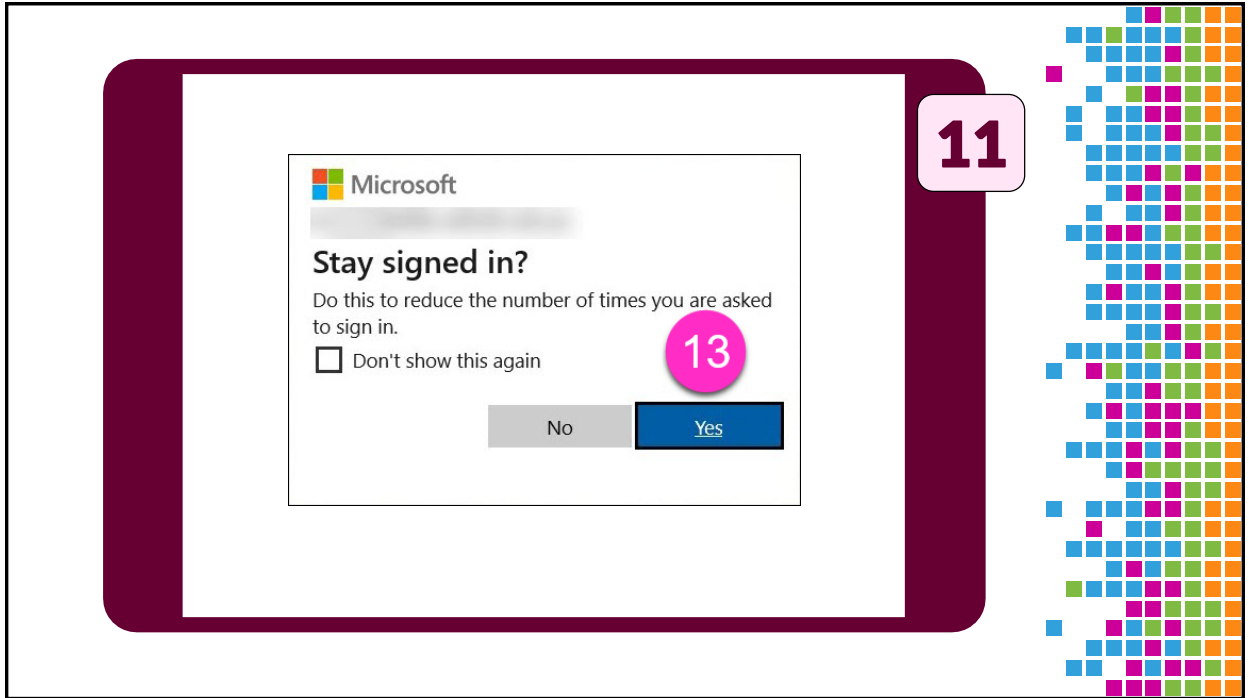 11
Microsoft
Stay signed in?
Do this to reduce the number of times you are asked
to sign in.
Don't show this again
13
No
Yes